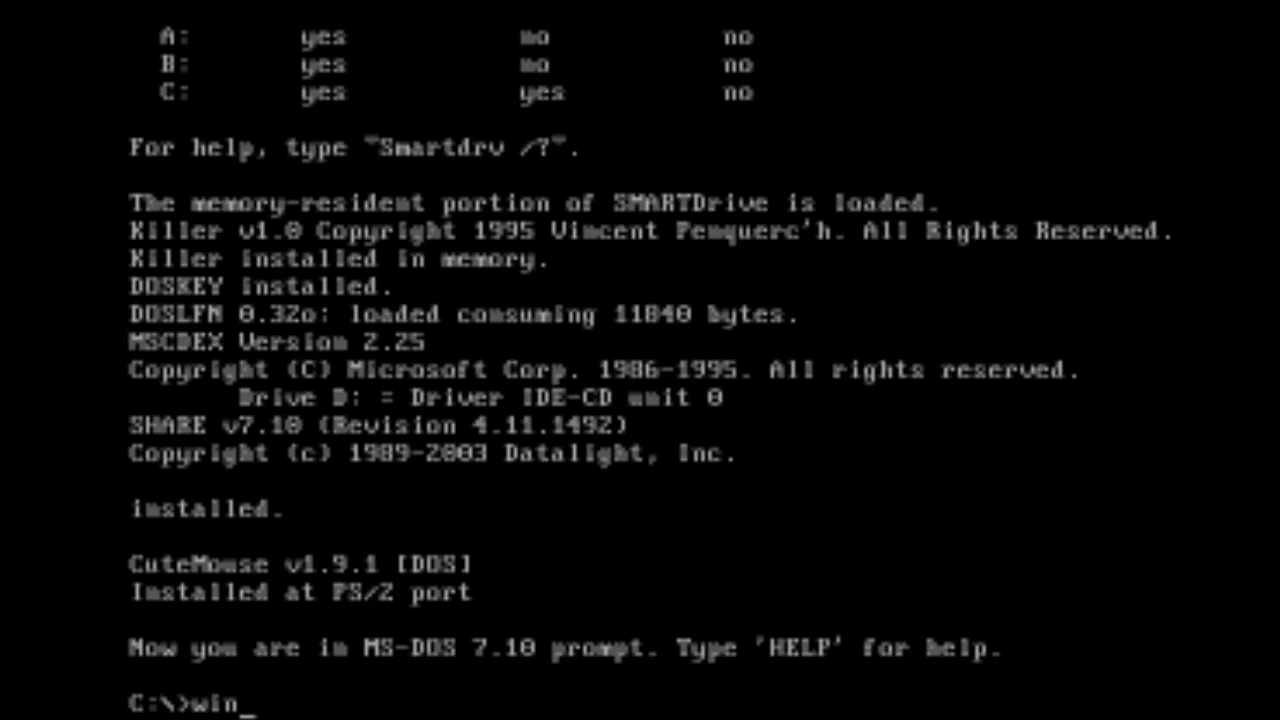 A: yes no no
B: yes no no
C: yes yes no
For help, type "Smartdrv /?".
The memory-resident portion of SMARTDrive is loaded.
Killer v1.0 Copyright 1995 Vincent Penquerc'h. All Rights Reserved.
Killer installed in memory.
DOSKEY installed.
DOSLFN 0.32o: loaded consuming 11840 bytes.
MSCDEX Version 2.25
Copyright (C) Microsoft Corp. 1986-1995. All rights reserved.
Drive D: = Driver IDE-CD unit 0
SHARE v7.10 (Revision 4.11.1492)
Copyright (c) 1989-2003 Datalight, Inc.
installed.
CuteMouse v1.9.1 [DOS]
Installed at PS/2 port
Now you are in MS-DOS 7.10 prompt. Type 'HELP' for help.
C:\>win_